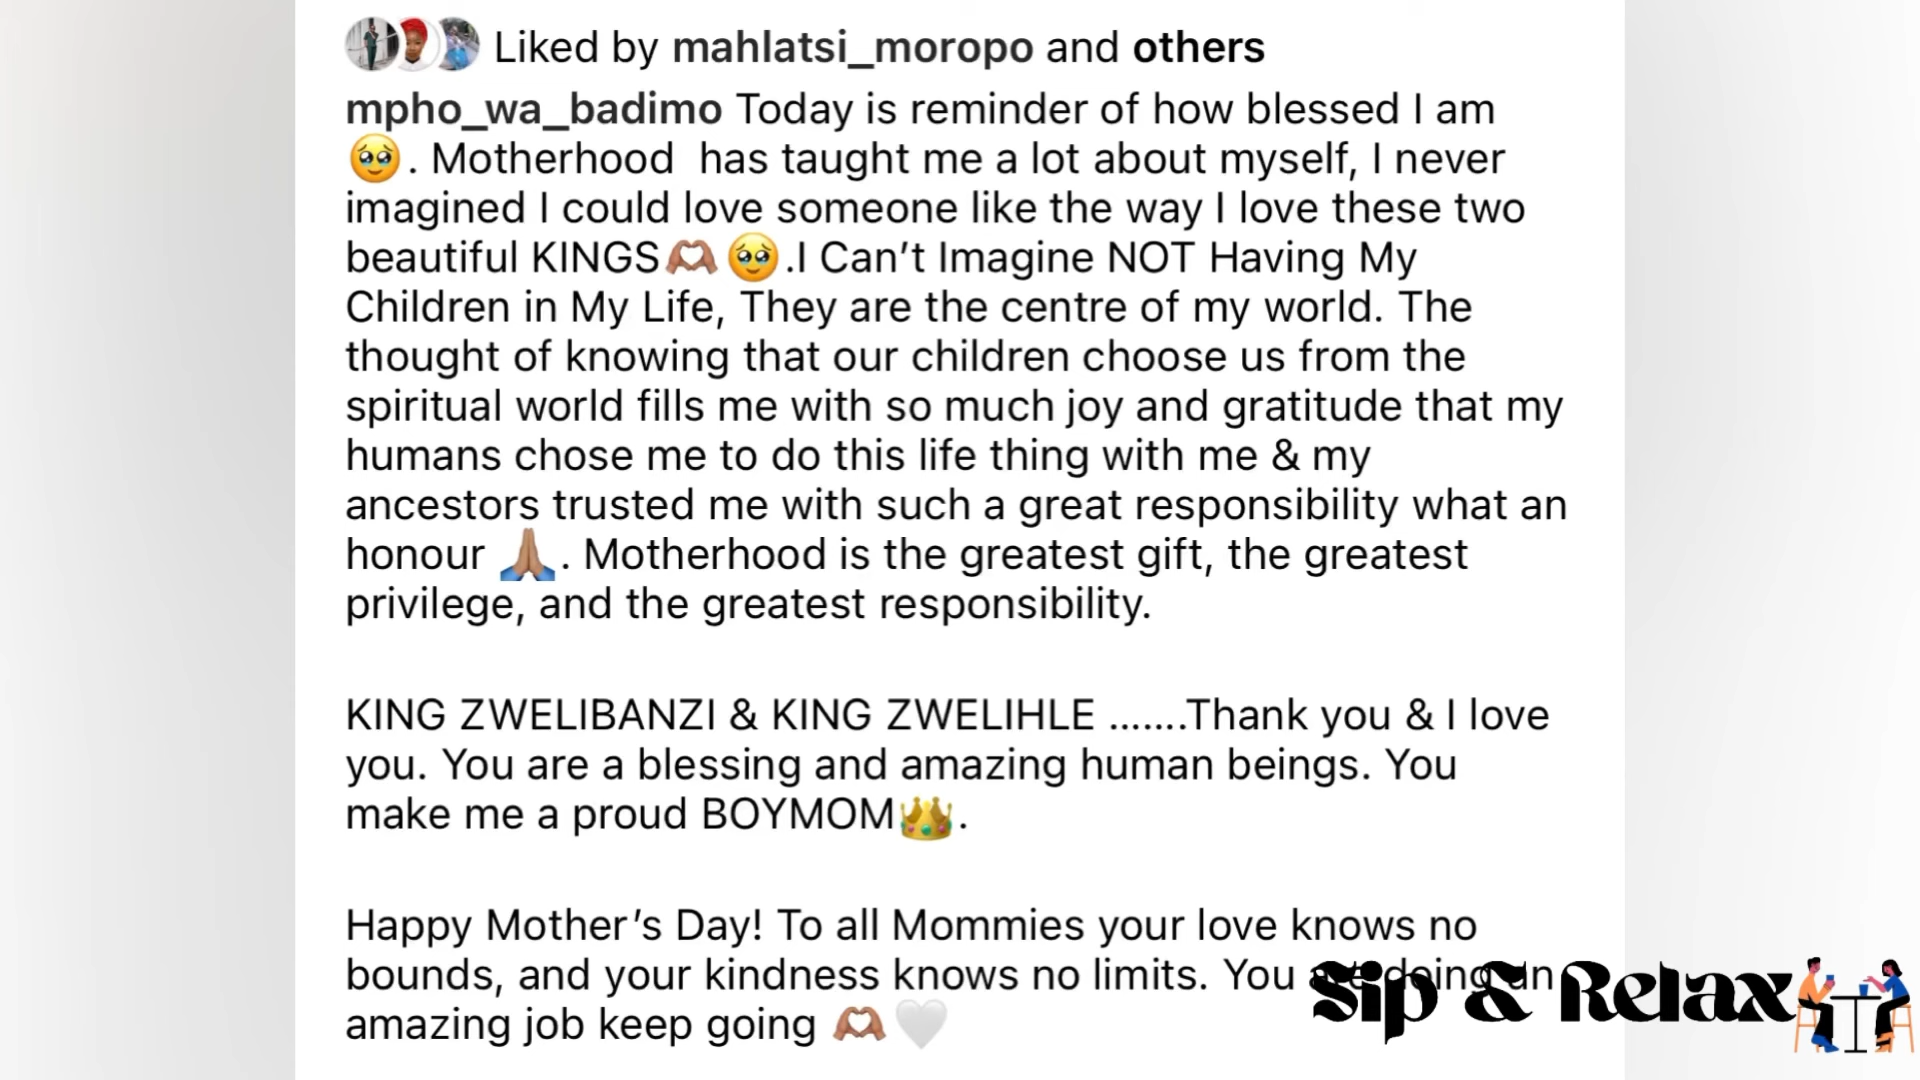 Liked by mahlatsi_moropo and others
mpho_wa_badimo Today is reminder of how blessed I am
🥹. Motherhood  has taught me a lot about myself, I never
imagined I could love someone like the way I love these two
beautiful KINGS🫶🏽🥹.I Can’t Imagine NOT Having My
Children in My Life, They are the centre of my world. The
thought of knowing that our children choose us from the
spiritual world fills me with so much joy and gratitude that my
humans chose me to do this life thing with me & my
ancestors trusted me with such a great responsibility what an
honour 🙏🏽. Motherhood is the greatest gift, the greatest
privilege, and the greatest responsibility.
KING ZWELIBANZI & KING ZWELIHLE .......Thank you & I love
you. You are a blessing and amazing human beings. You
make me a proud BOYMOM👑.
Happy Mother’s Day! To all Mommies your love knows no
bounds, and your kindness knows no limits. You are doing an
amazing job keep going 🫶🏽🤍
Sip & Relax